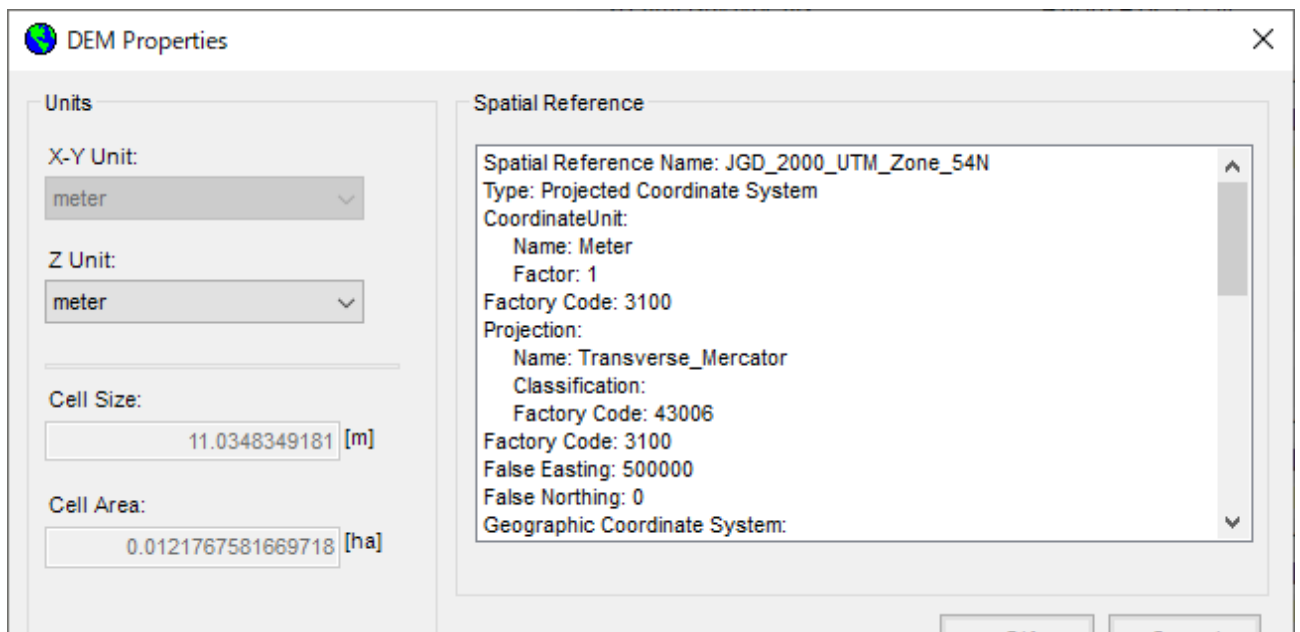 DEM Properties
Units
X-Y Unit:
meter
Z Unit:
meter
Cell Size:
11.0348349181 [m]
Cell Area:
0.0121767581669718 [ha]
Spatial Reference
Spatial Reference Name: JGD_2000_UTM_Zone_54N
Type: Projected Coordinate System
CoordinateUnit:
Name: Meter
Factor: 1
Factory Code: 3100
Projection:
Name: Transverse_Mercator
Classification:
Factory Code: 43006
Factory Code: 3100
False Easting: 500000
False Northing: 0
Geographic Coordinate System: